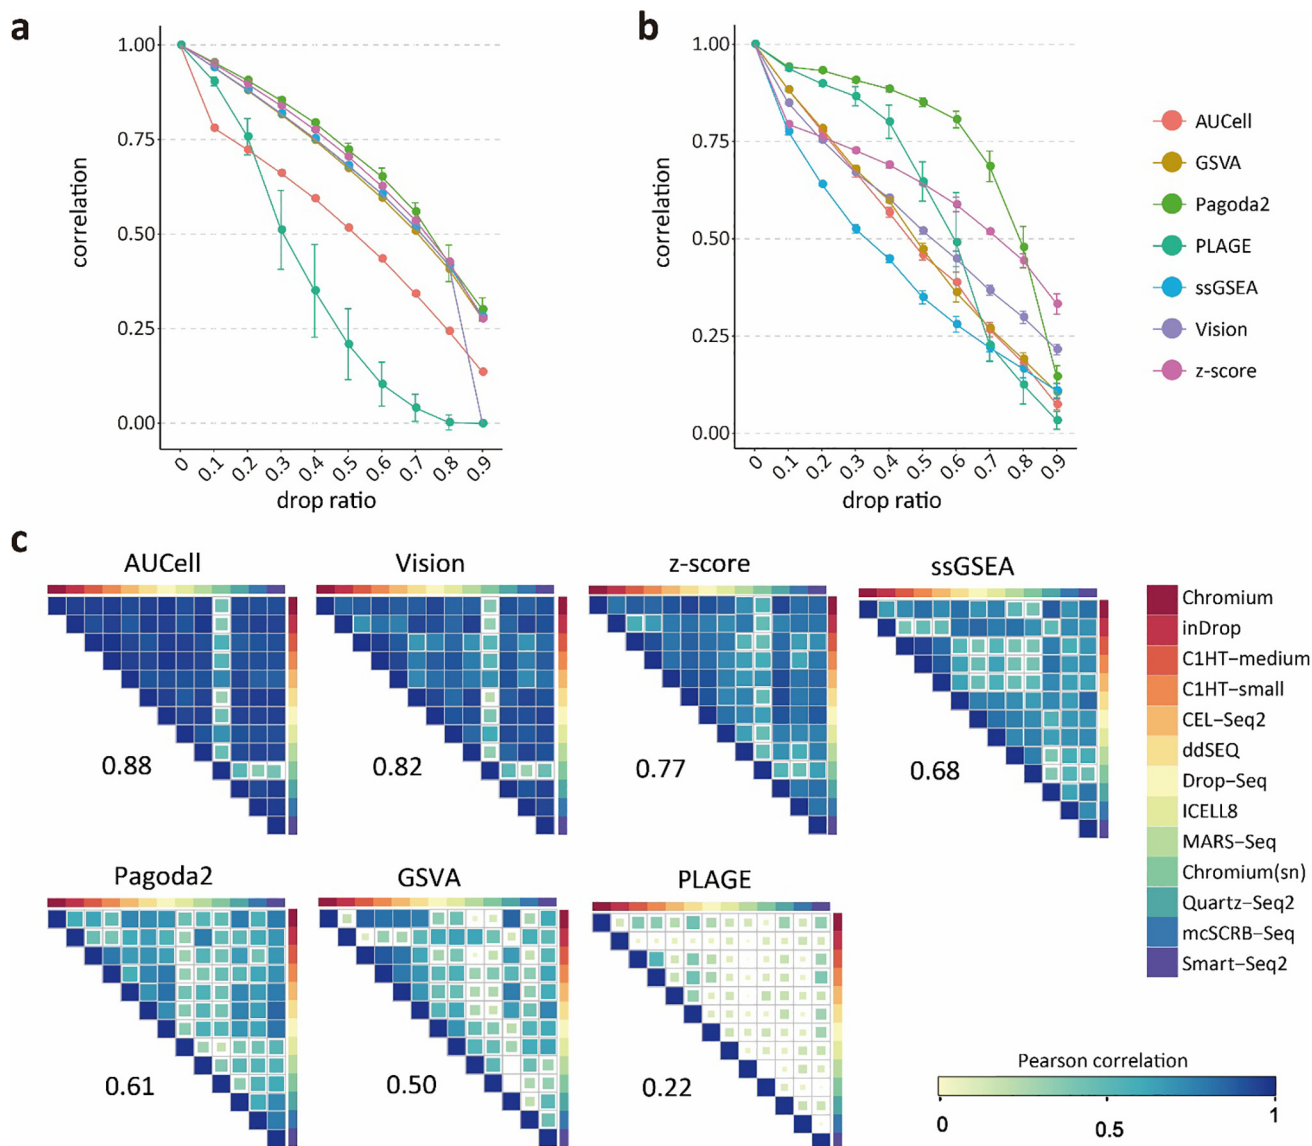 a
1.00
0.75
0.50
0.25
0.00
correlation
0 0.1 0.2 0.3 0.4 0.5 0.6 0.7 0.8 0.9
drop ratio
b
1.00
0.75
0.50
0.25
0.00
correlation
0 0.1 0.2 0.3 0.4 0.5 0.6 0.7 0.8 0.9
drop ratio
AUCell
GSVA
Pagoda2
PLAGE
ssGSEA
Vision
z-score
c
AUCell
0.88
Vision
0.82
z-score
0.77
ssGSEA
0.68
Pagoda2
0.61
GSVA
0.50
PLAGE
0.22
Chromium
inDrop
C1HT−medium
C1HT−small
CEL−Seq2
ddSEQ
Drop−Seq
ICELL8
MARS−Seq
Chromium(sn)
Quartz−Seq2
mcSCRB−Seq
Smart−Seq2
Pearson correlation
0 0.5 1